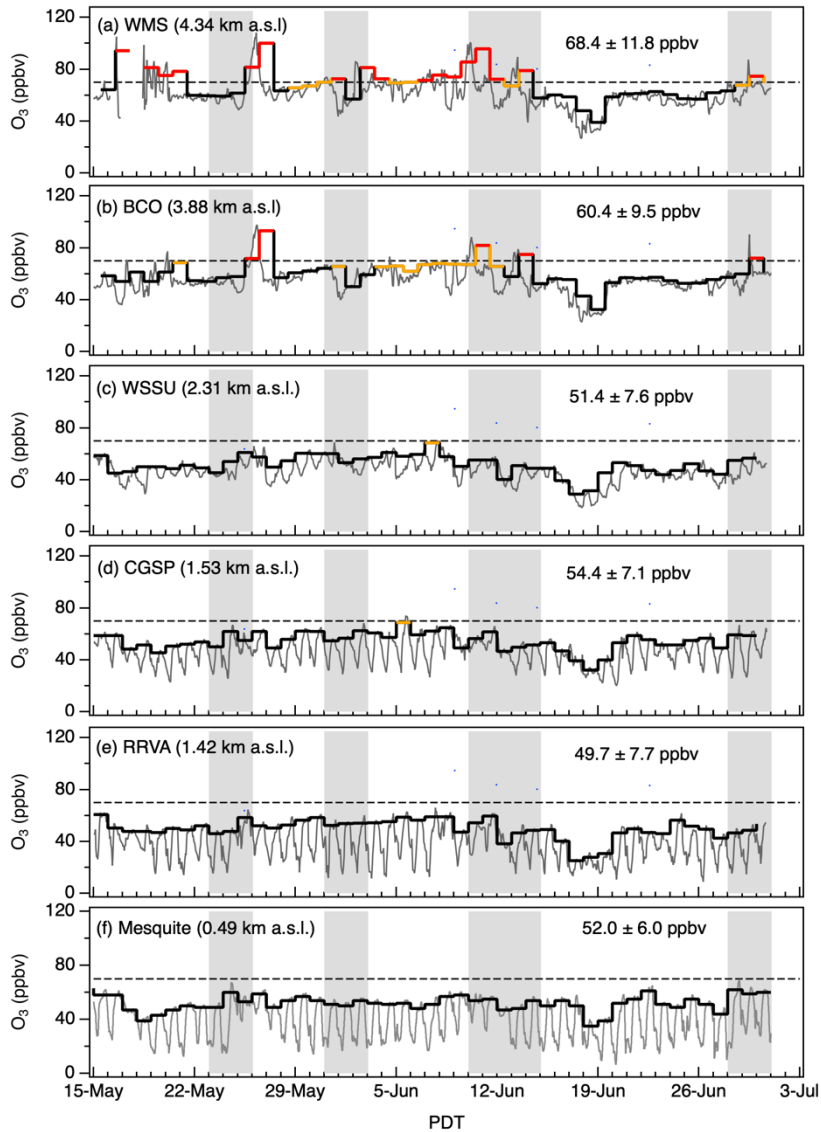 120
(a) WMS (4.34 km a.s.l)
68.4 ± 11.8 ppbv
80
O3 (ppbv)
40
0
120
(b) BCO (3.88 km a.s.l)
60.4 ± 9.5 ppbv
80
O3 (ppbv)
40
0
120
(c) WSSU (2.31 km a.s.l.)
51.4 ± 7.6 ppbv
80
O3 (ppbv)
40
0
120
(d) CGSP (1.53 km a.s.l.)
54.4 ± 7.1 ppbv
80
O3 (ppbv)
40
0
120
(e) RRVA (1.42 km a.s.l.)
49.7 ± 7.7 ppbv
80
O3 (ppbv)
40
0
120
(f) Mesquite (0.49 km a.s.l.)
52.0 ± 6.0 ppbv
80
O3 (ppbv)
40
0
15-May 22-May 29-May 5-Jun 12-Jun 19-Jun 26-Jun 3-Jul
PDT